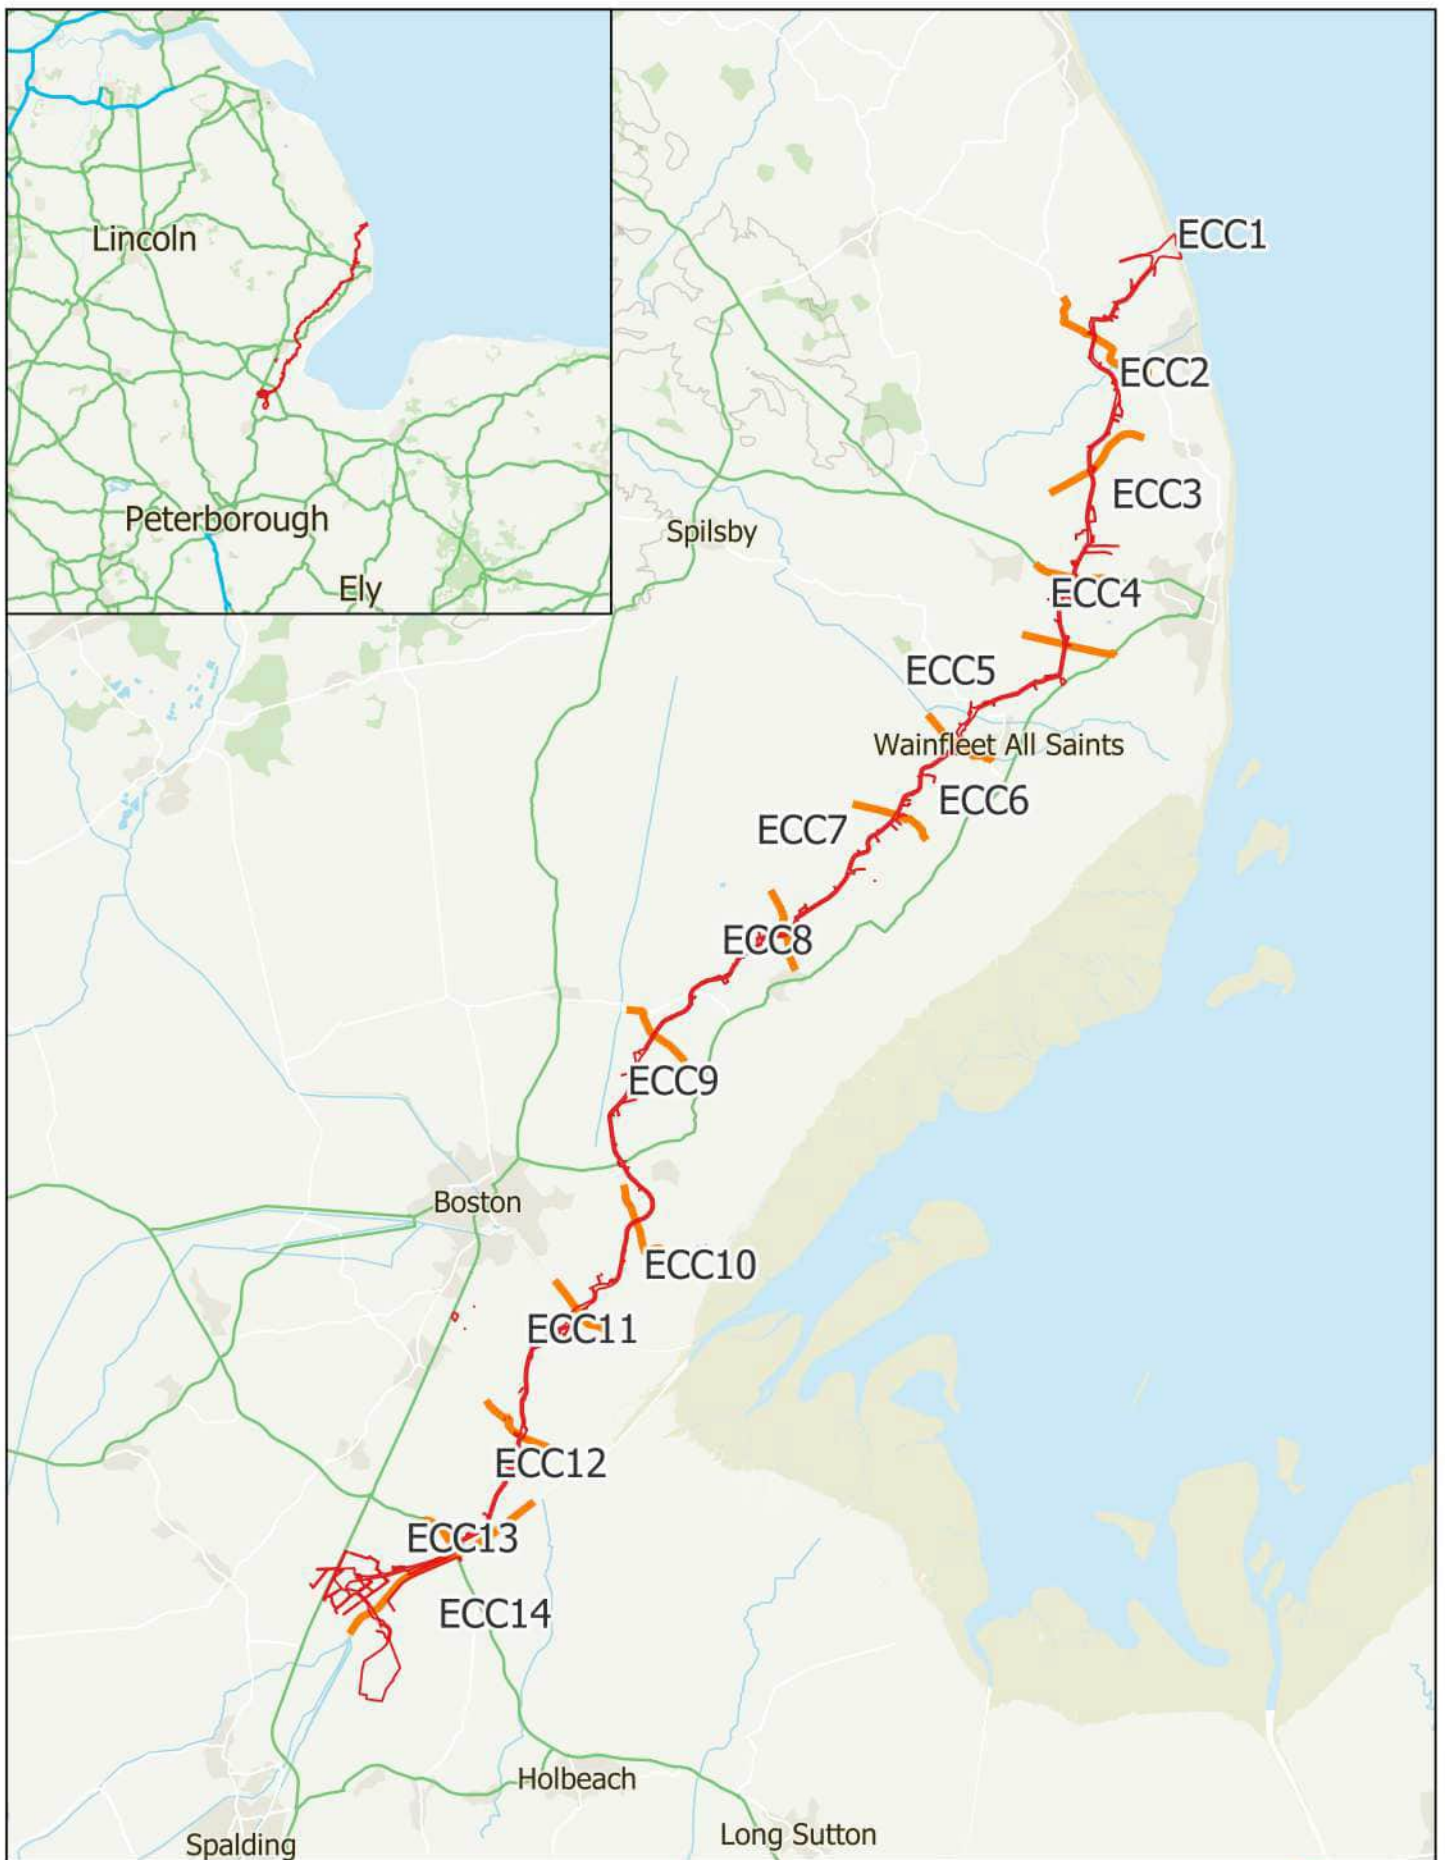 Lincoln
Peterborough
Ely
ECC1
ECC2
ECC3
Spilsby
ECC4
ECC5
Wainfleet All Saints
ECC6
ECC7
ECC8
ECC9
Boston
ECC10
ECC11
ECC12
ECC13
ECC14
Holbeach
Long Sutton
Spalding